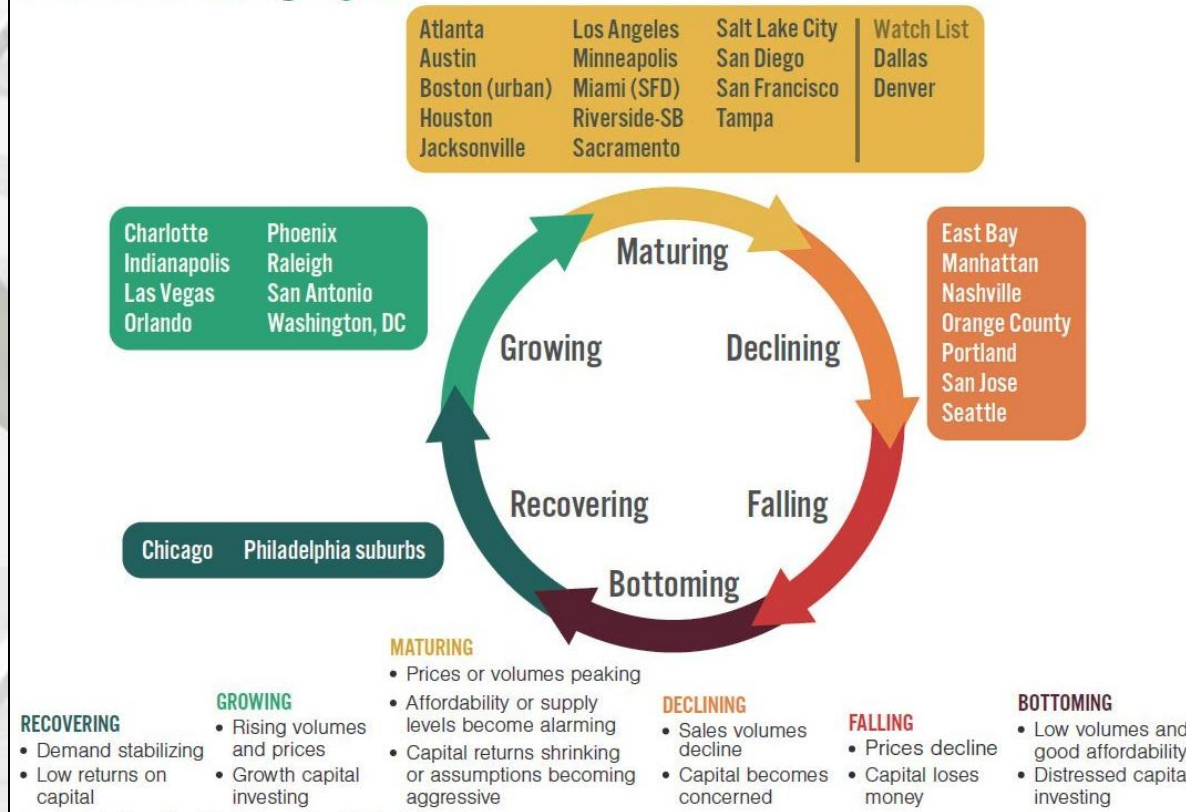 Atlanta
Austin
Boston (urban)
Houston
Jacksonville
Los Angeles
Minneapolis
Miami (SFD)
Riverside-SB
Sacramento
Salt Lake City
San Diego
San Francisco
Tampa
Watch List
Dallas
Denver
Charlotte
Indianapolis
Las Vegas
Orlando
Phoenix
Raleigh
San Antonio
Washington, DC
Maturing
Growing
Declining
East Bay
Manhattan
Nashville
Orange County
Portland
San Jose
Seattle
Recovering
Falling
Chicago
Philadelphia suburbs
Bottoming
RECOVERING
• Demand stabilizing
• Low returns on
capital
GROWING
• Rising volumes
and prices
• Growth capital
investing
MATURING
• Prices or volumes peaking
• Affordability or supply
levels become alarming
• Capital returns shrinking
or assumptions becoming
aggressive
DECLINING
• Sales volumes
decline
• Capital becomes
concerned
FALLING
• Prices decline
• Capital loses
money
BOTTOMING
• Low volumes and
good affordability
• Distressed capital
investing